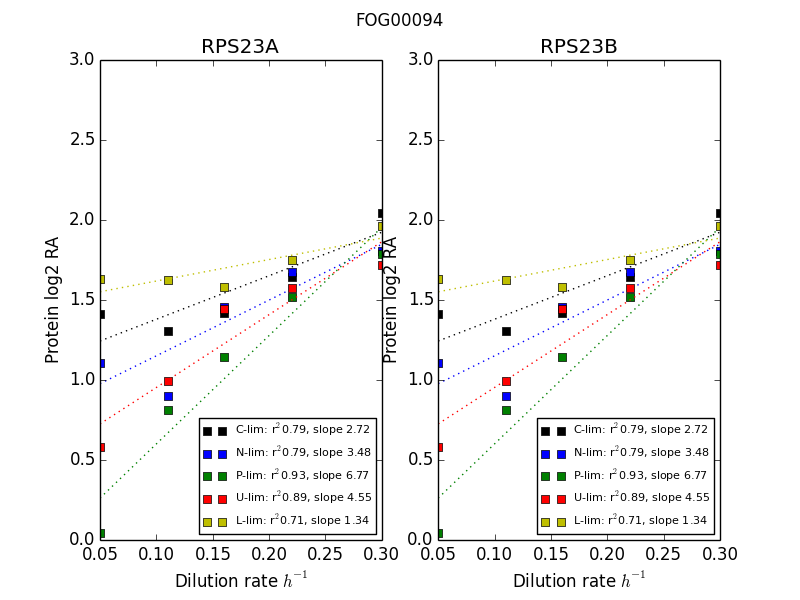 FOG00094
RPS23A
RPS23B
3.0
2.5
2.0
1.5
1.0
0.5
0.0
0.05
0.10
0.15
0.20
0.25
0.30
Protein log2 RA
Dilution rate h⁻¹
C-lim: r² 0.79, slope 2.72
N-lim: r² 0.79, slope 3.48
P-lim: r² 0.93, slope 6.77
U-lim: r² 0.89, slope 4.55
L-lim: r² 0.71, slope 1.34
3.0
2.5
2.0
1.5
1.0
0.5
0.0
0.05
0.10
0.15
0.20
0.25
0.30
Protein log2 RA
Dilution rate h⁻¹
C-lim: r² 0.79, slope 2.72
N-lim: r² 0.79, slope 3.48
P-lim: r² 0.93, slope 6.77
U-lim: r² 0.89, slope 4.55
L-lim: r² 0.71, slope 1.34